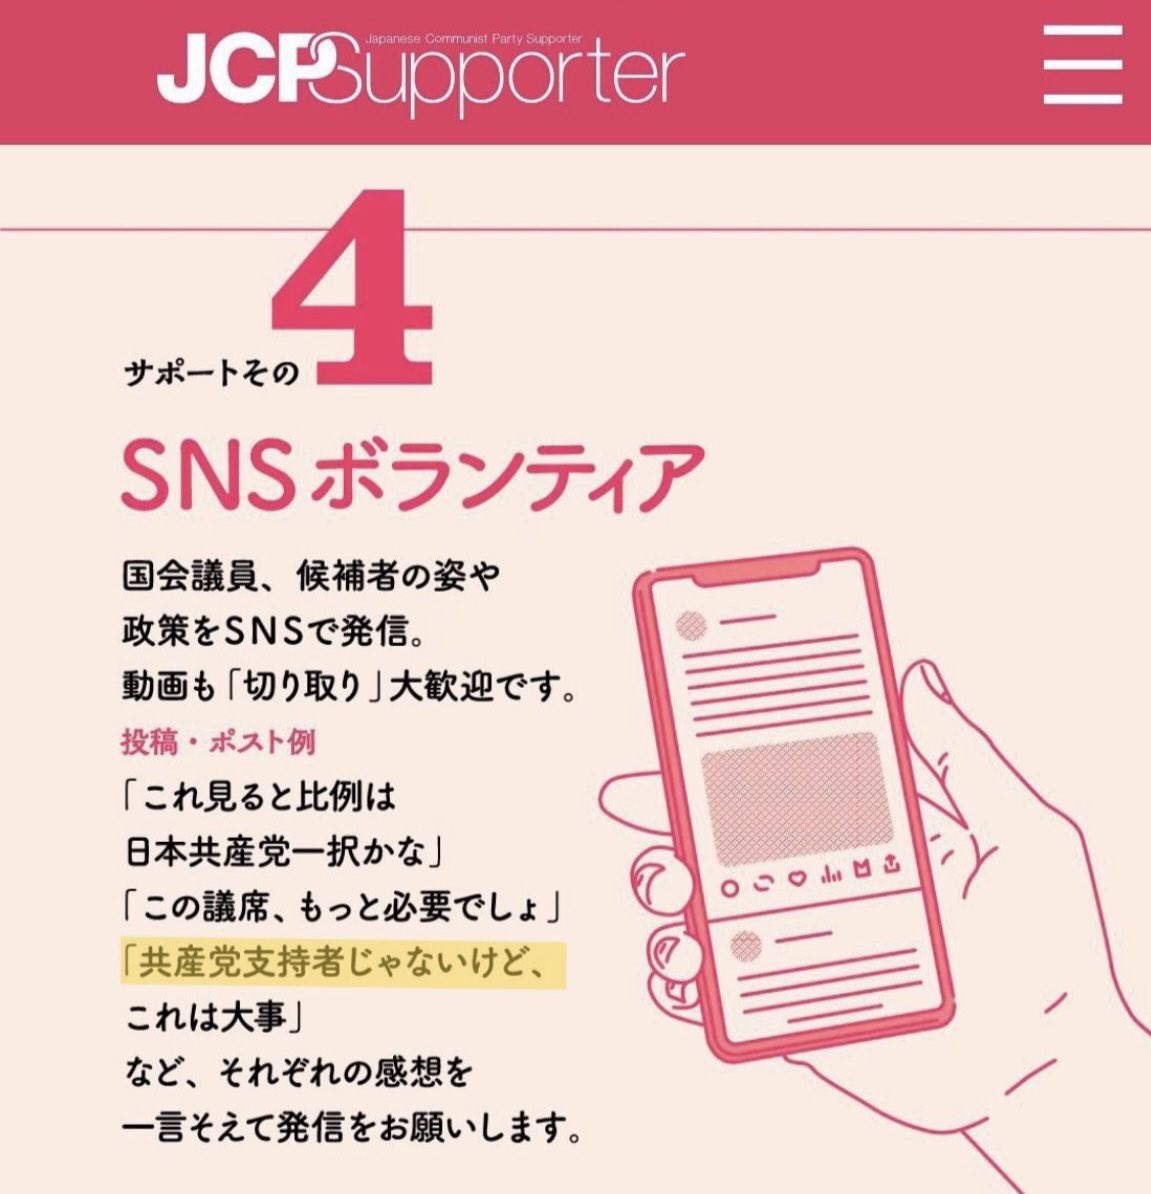 JCPSupporter
Japanese Communist Party Supporter
サポートその4
SNSボランティア
国会議員、候補者の姿や
政策をSNSで発信。
動画も「切り取り」大歓迎です。
投稿・ポスト例
「これ見ると比例は
日本共産党一択かな」
「この議席、もっと必要でしょ」
「共産党支持者じゃないけど、
これは大事」
など、それぞれの感想を
一言そえて発信をお願いします。